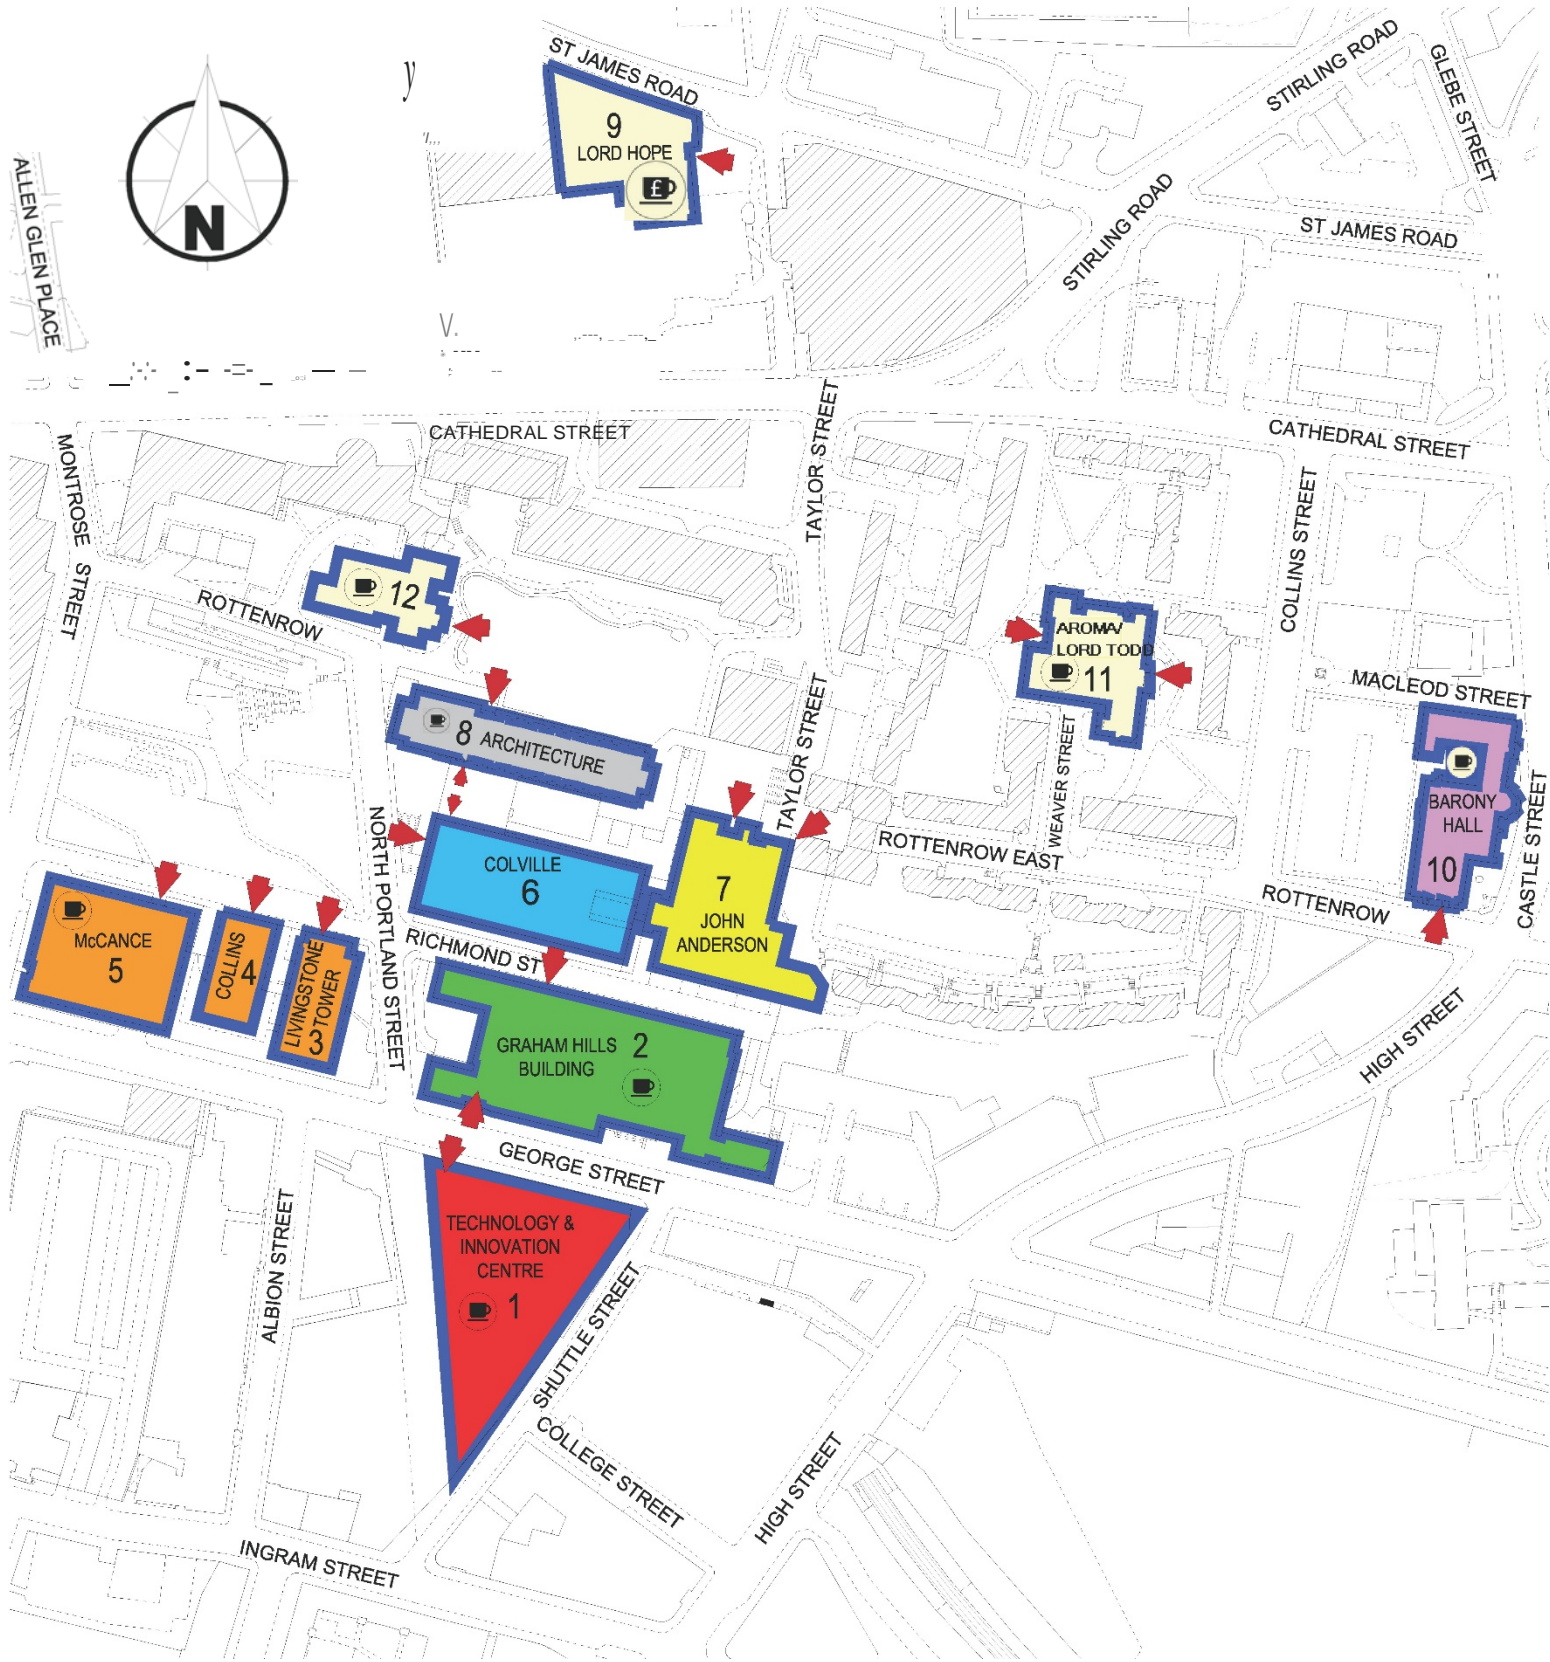 ST JAMES ROAD
STIRLING ROAD
GLEBE STREET
y
9
LORD HOPE
£
ALLEN GLEN PLACE
N
STIRLING ROAD
ST JAMES ROAD
V.
CATHEDRAL STREET
TAYLOR STREET
CATHEDRAL STREET
MONTROSE STREET
COLLINS STREET
12
ROTTENROW
AROMA/
LORD TODD
11
MACLEOD STREET
8 ARCHITECTURE
TAYLOR STREET
WEAVER STREET
BARONY
HALL
10
CASTLE STREET
NORTH PORTLAND STREET
COLVILLE
6
7
JOHN
ANDERSON
ROTTENROW EAST
ROTTENROW
McCANCE
5
COLLINS
4
LIVINGSTONE
TOWER
3
RICHMOND ST
GRAHAM HILLS
BUILDING
2
HIGH STREET
GEORGE STREET
ALBION STREET
TECHNOLOGY &
INNOVATION
CENTRE
1
SHUTTLE STREET
COLLEGE STREET
HIGH STREET
INGRAM STREET